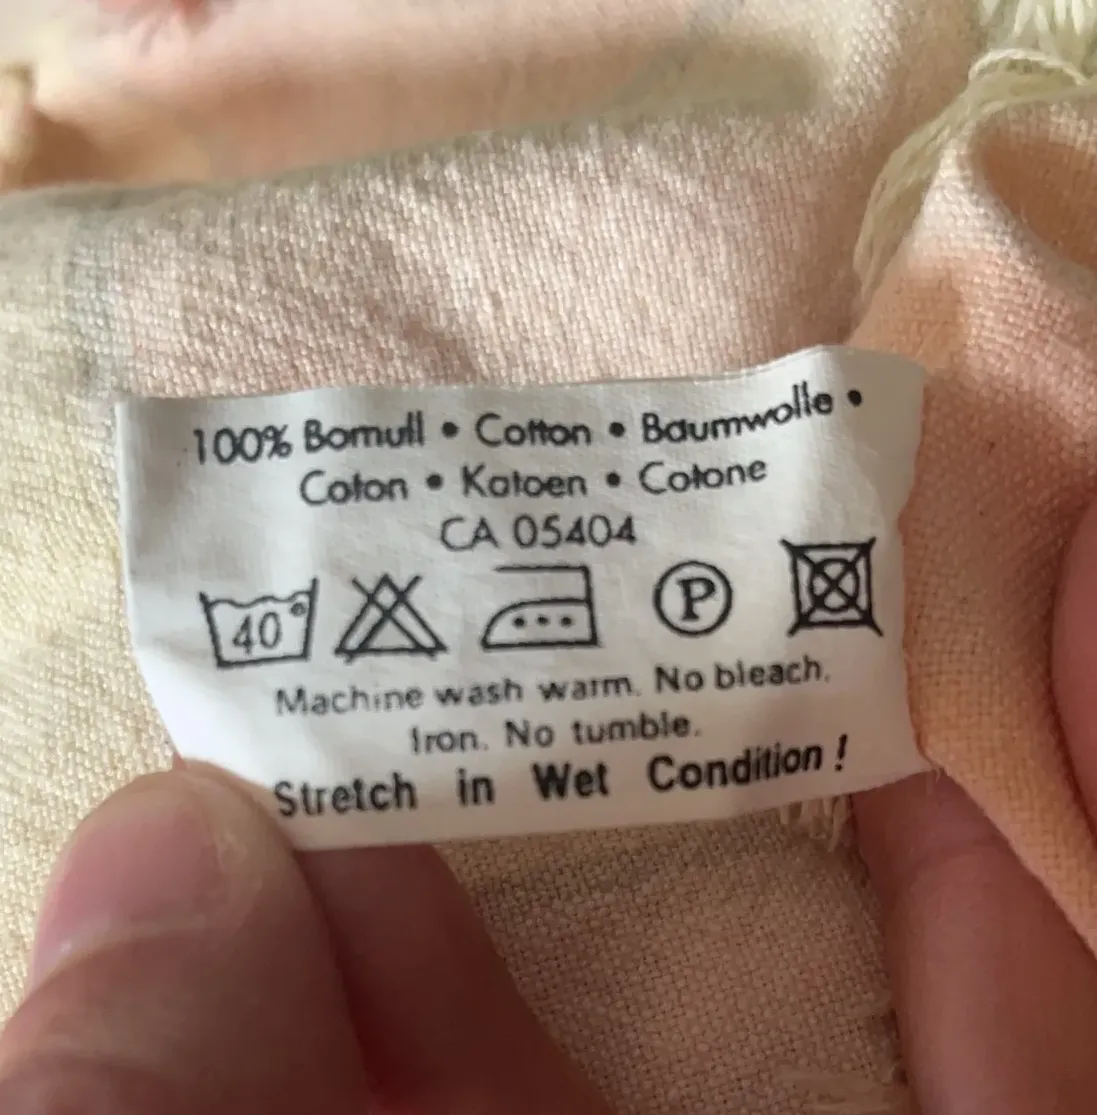 100% Bomull • Cotton • Baumwolle •
Coton • Katoen • Cotone
CA 05404
40° P
Machine wash warm. No bleach.
Iron. No tumble.
Stretch in Wet Condition!